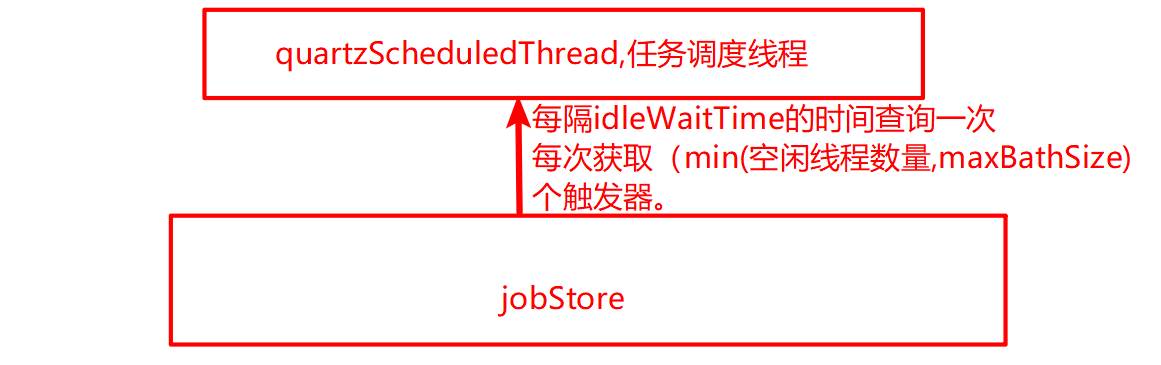 quartzScheduledThread,任务调度线程
每隔idleWaitTime的时间查询一次
每次获取（min(空闲线程数量,maxBathSize)
个触发器。
jobStore